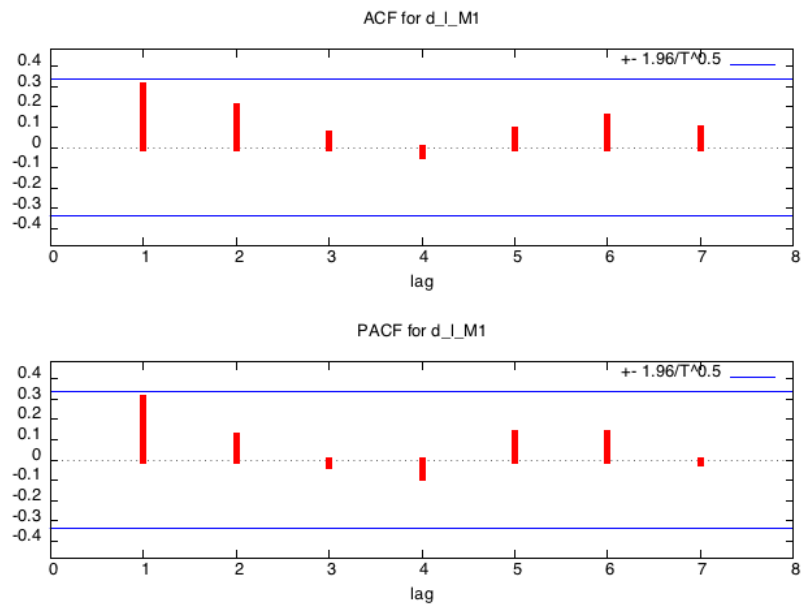 ACF for d_l_M1
+- 1.96/T^0.5
0.4
0.3
0.2
0.1
0
-0.1
-0.2
-0.3
-0.4
0 1 2 3 4 5 6 7 8
lag
PACF for d_l_M1
+- 1.96/T^0.5
0.4
0.3
0.2
0.1
0
-0.1
-0.2
-0.3
-0.4
0 1 2 3 4 5 6 7 8
lag